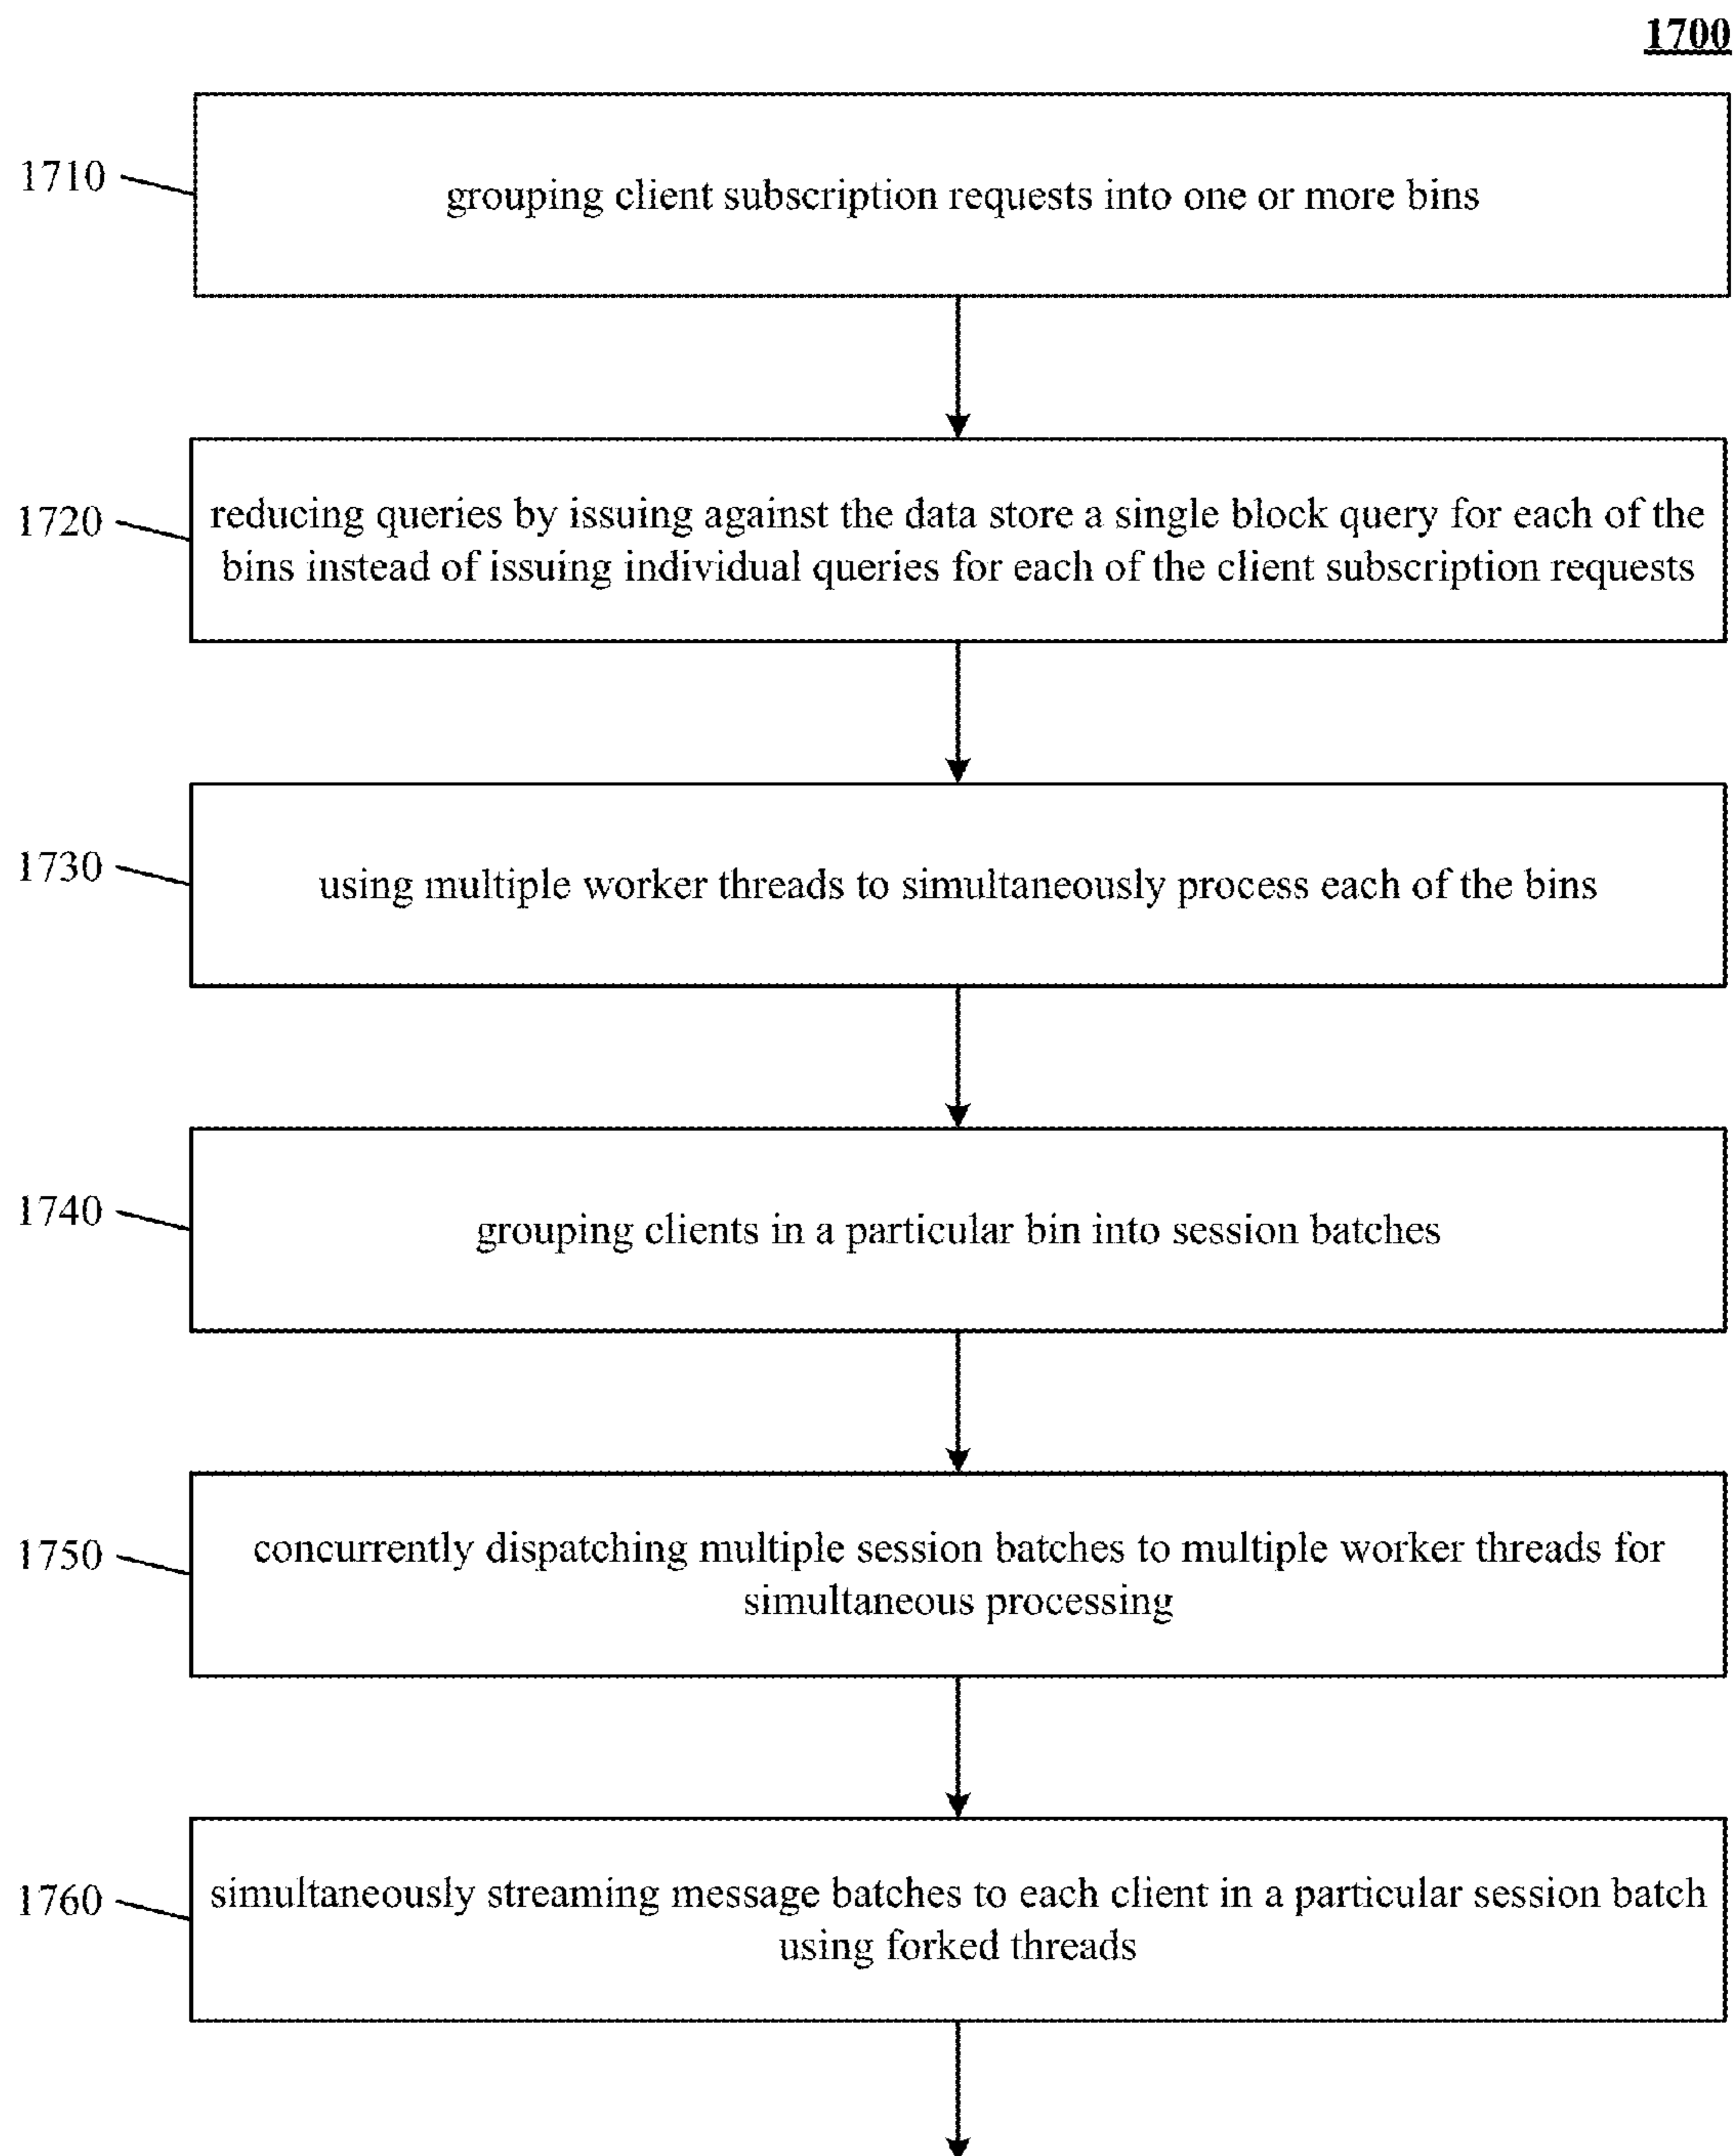 1700
1710
grouping client subscription requests into one or more bins
1720
reducing queries by issuing against the data store a single block query for each of the
bins instead of issuing individual queries for each of the client subscription requests
1730
using multiple worker threads to simultaneously process each of the bins
1740
grouping clients in a particular bin into session batches
1750
concurrently dispatching multiple session batches to multiple worker threads for
simultaneous processing
1760
simultaneously streaming message batches to each client in a particular session batch
using forked threads